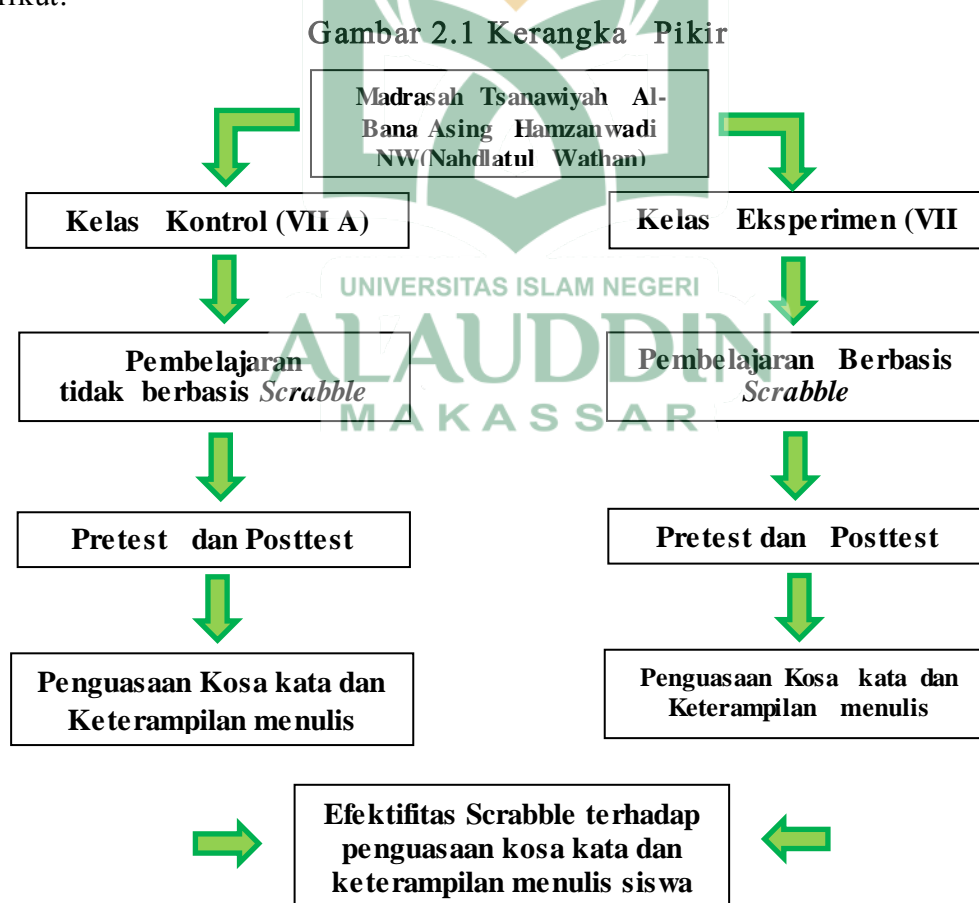 Gambar 2.1 Kerangka Pikir
Madrasah Tsanawiyah Al-
Bana Asing Hamzanwadi
NW(Nahdlatul Wathan)
Kelas Kontrol (VII A)
Kelas Eksperimen (VII
UNIVERSITAS ISLAM NEGERI
ALAUDDIN
MAKASSAR
Pembelajaran
tidak berbasis Scrabble
Pembelajaran Berbasis
Scrabble
Pretest dan Posttest
Pretest dan Posttest
Penguasaan Kosa kata dan
Keterampilan menulis
Penguasaan Kosa kata dan
Keterampilan menulis
Efektifitas Scrabble terhadap
penguasaan kosa kata dan
keterampilan menulis siswa